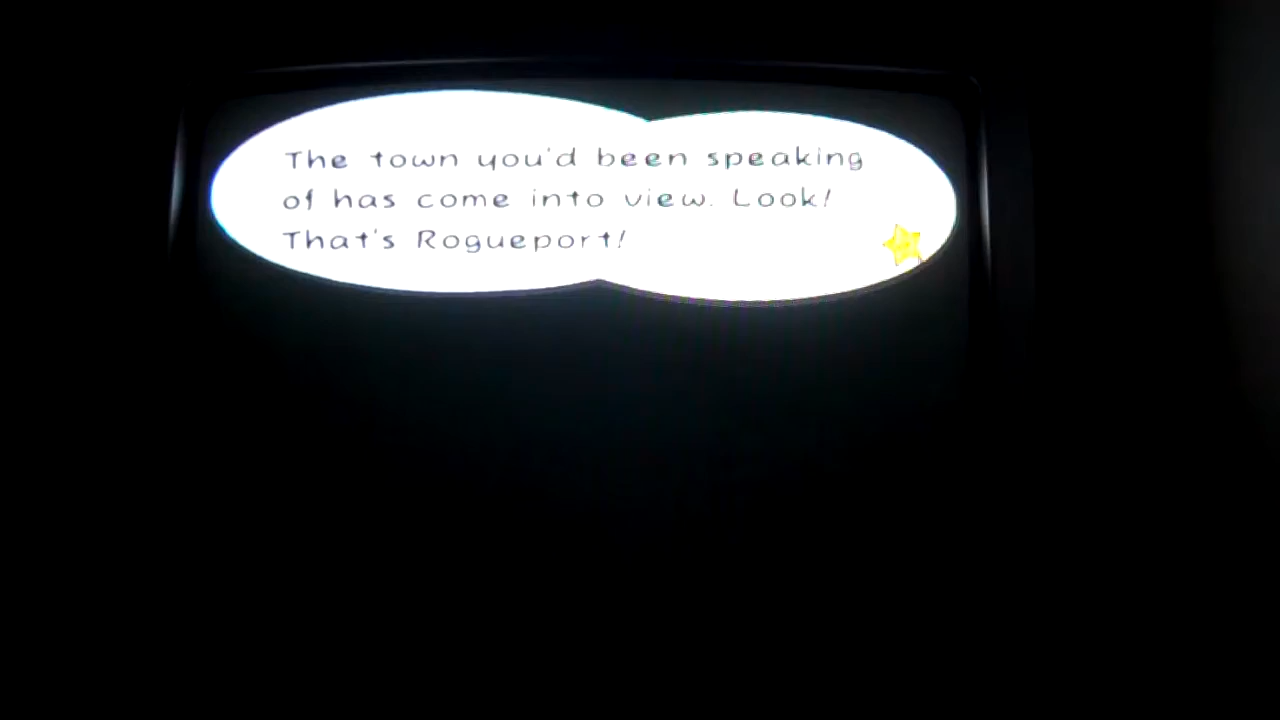 The town you'd been speaking
of has come into view. Look!
That's Rogueport!